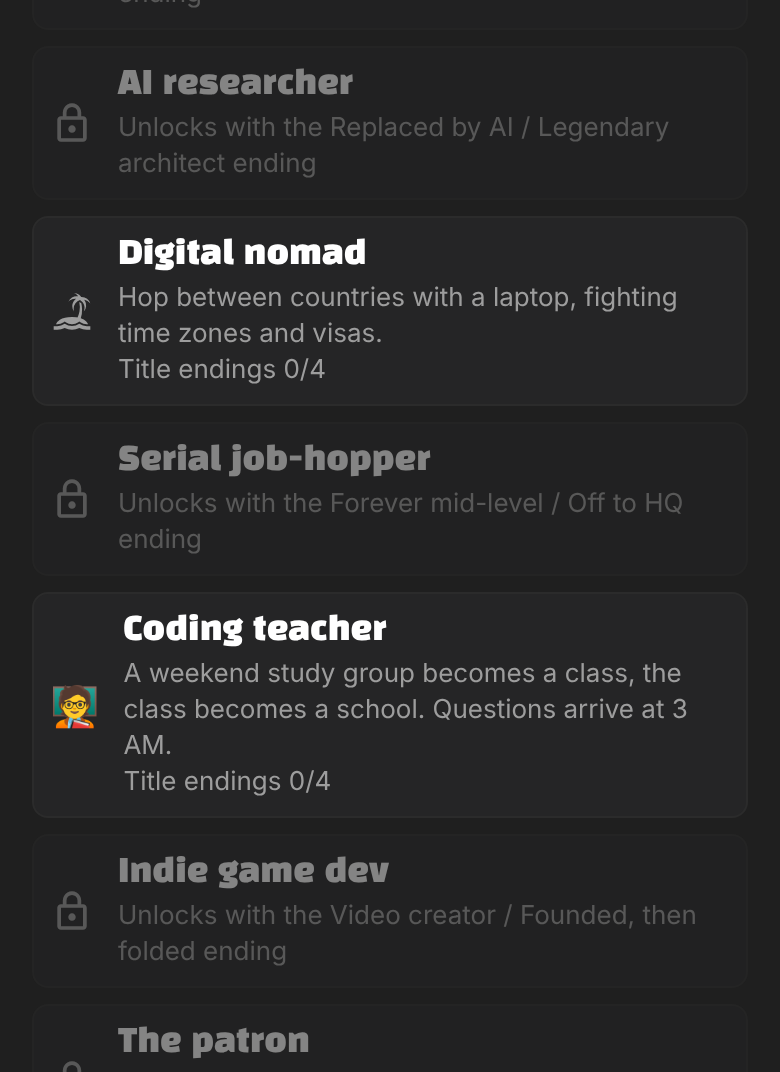 ending
AI researcher
Unlocks with the Replaced by AI / Legendary
architect ending
Digital nomad
Hop between countries with a laptop, fighting
time zones and visas.
Title endings 0/4
Serial job-hopper
Unlocks with the Forever mid-level / Off to HQ
ending
Coding teacher
A weekend study group becomes a class, the
class becomes a school. Questions arrive at 3
AM.
Title endings 0/4
Indie game dev
Unlocks with the Video creator / Founded, then
folded ending
The patron